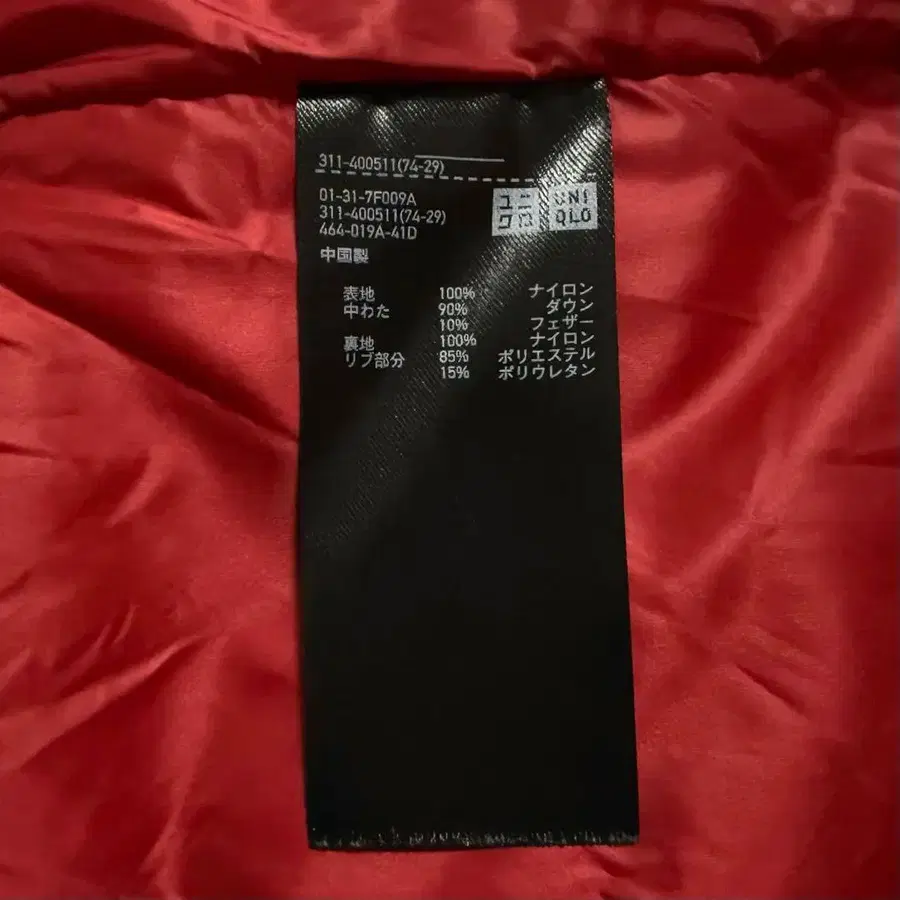 311-400511(74-29)
01-31-7F009A
311-400511(74-29)
464-019A-41D
ユニクロ
UNIQLO
中国製
表地 100% ナイロン
中わた 90% ダウン
10% フェザー
裏地 100% ナイロン
リブ部分 85% ポリエステル
15% ポリウレタン